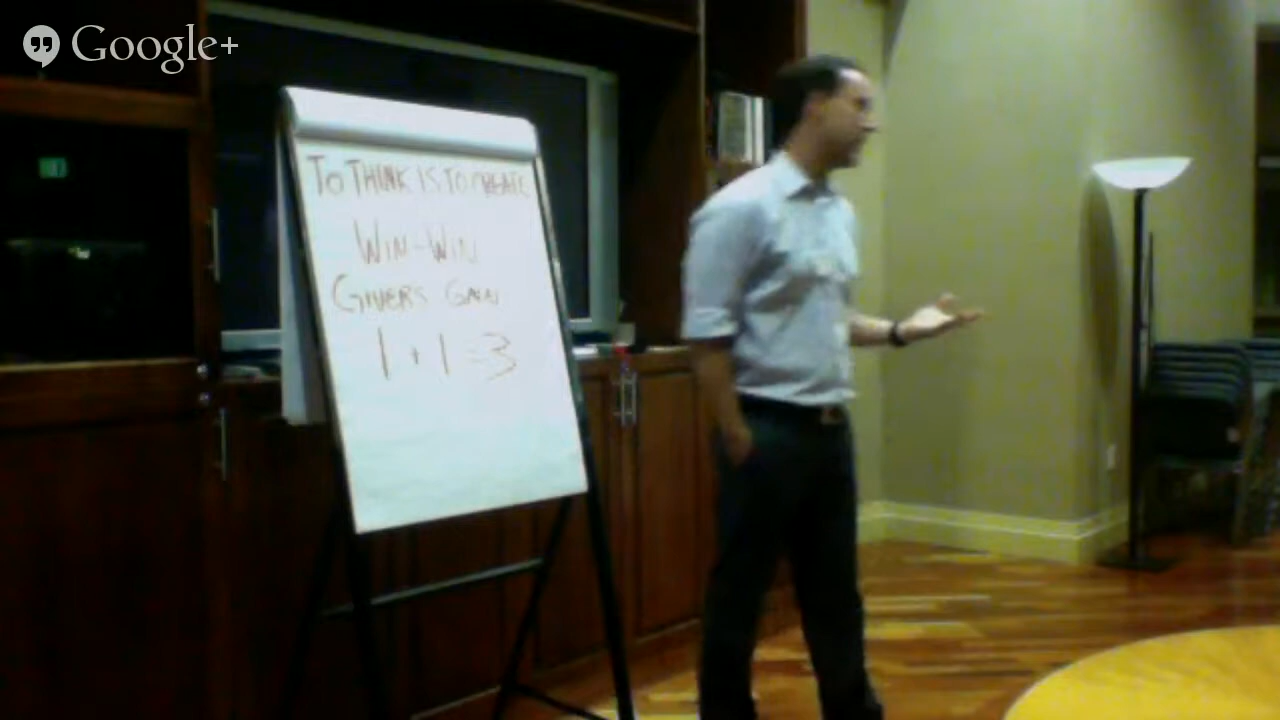 Google+
TO THINK IS TO CREATE
WIN-WIN
GIVERS GAIN
1+1=3